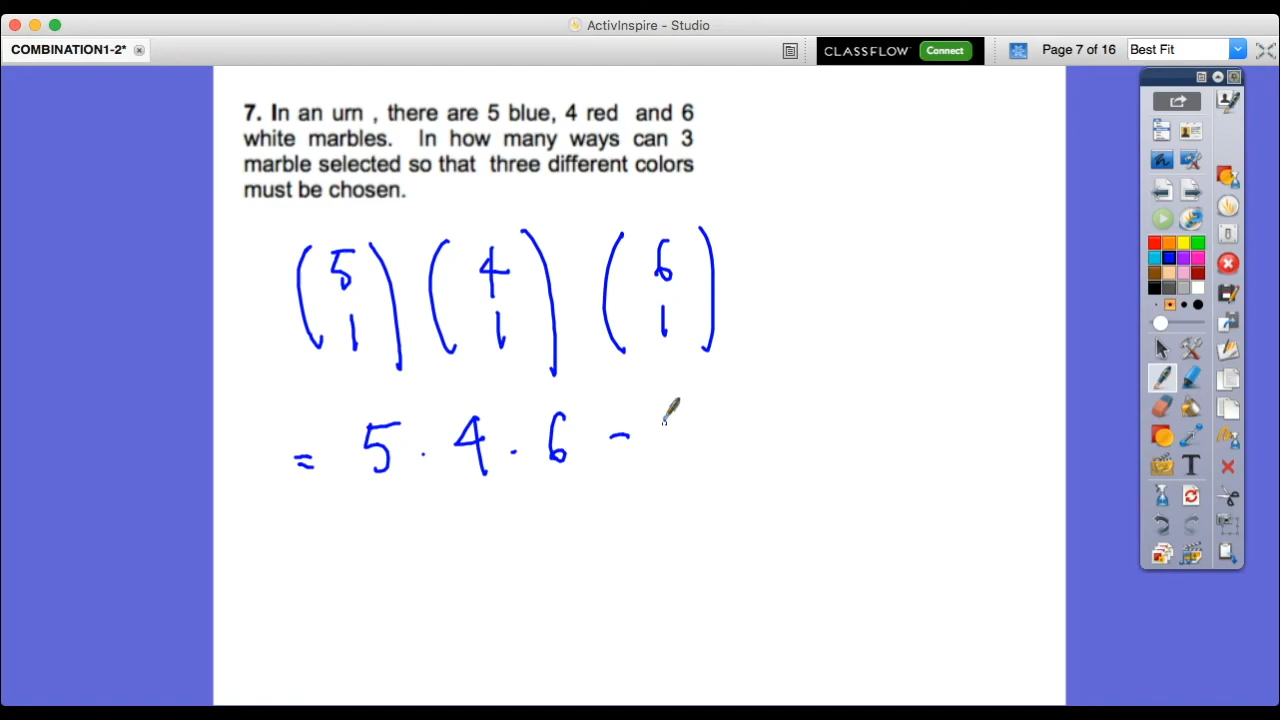 ActivInspire - Studio
COMBINATION1-2*
CLASSFLOW Connect
Page 7 of 16
Best Fit
7. In an urn , there are 5 blue, 4 red and 6
white marbles. In how many ways can 3
marble selected so that three different colors
must be chosen.
(5 (4 (6
1) 1) 1)
= 5 . 4 . 6 -
T